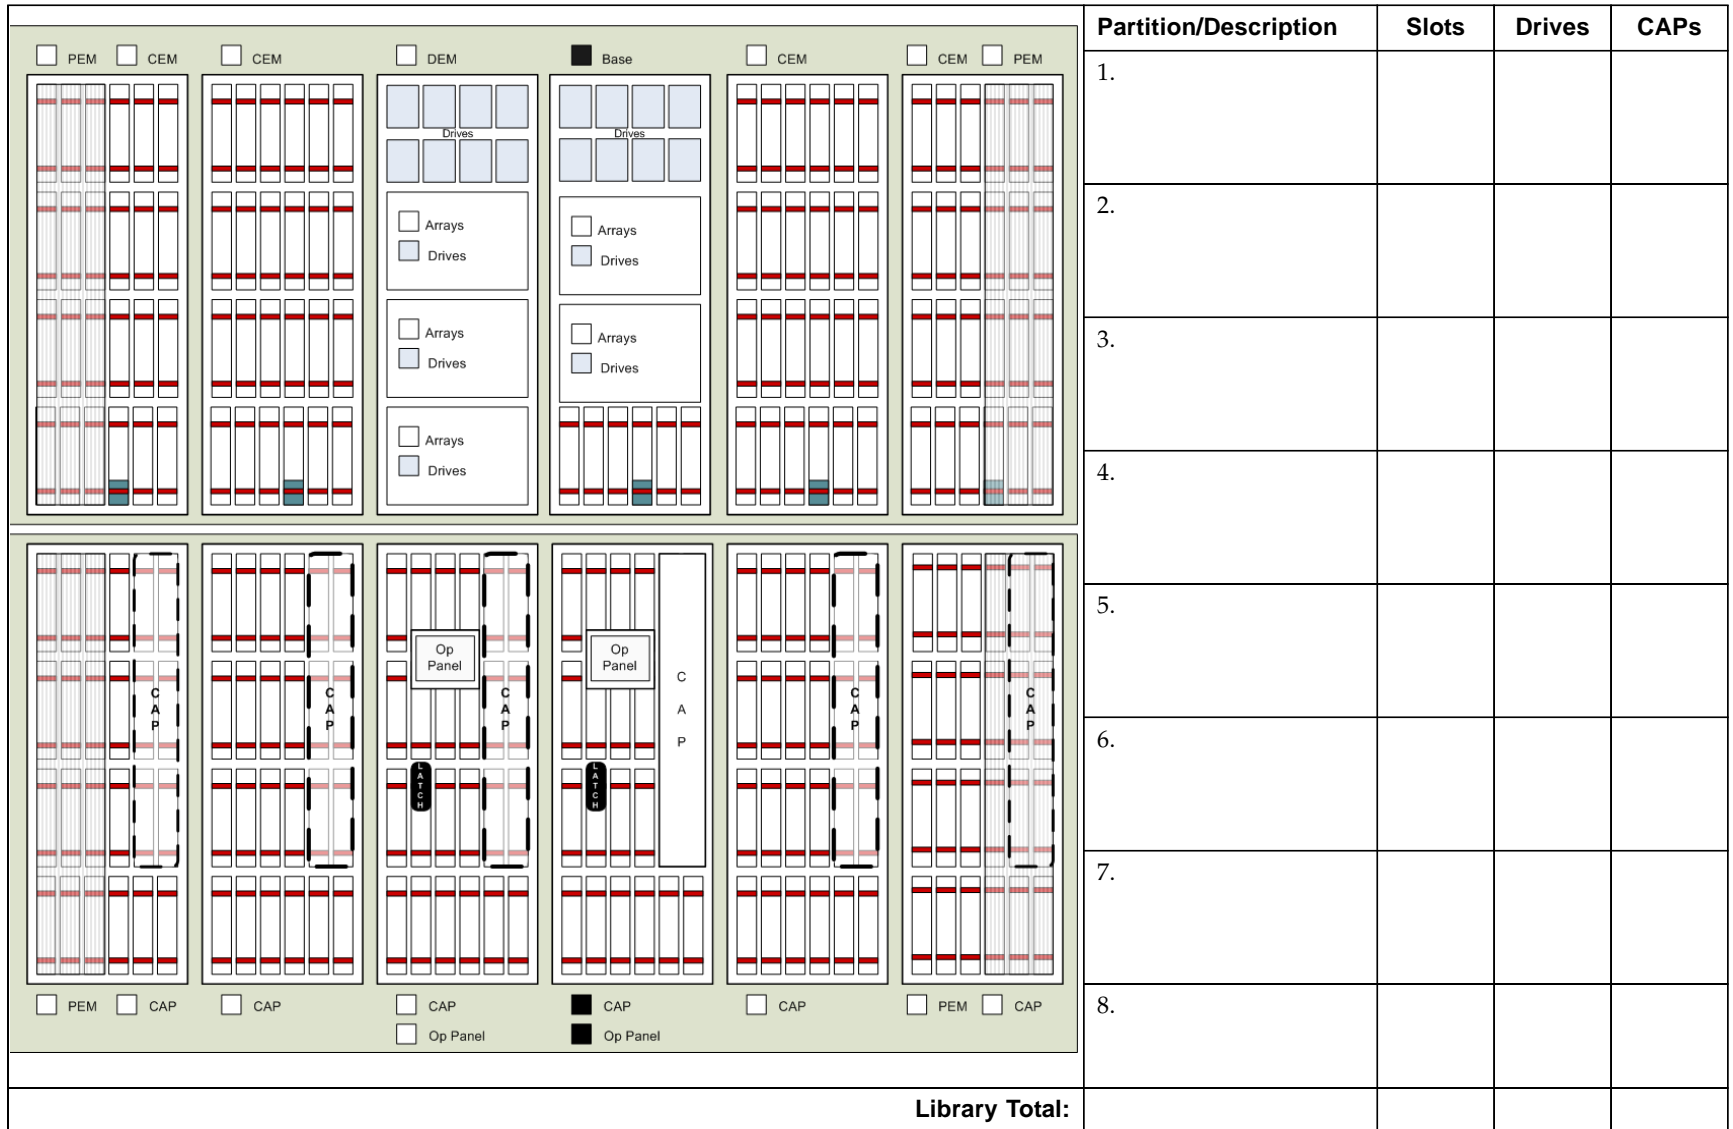 Partition/Description Slots Drives CAPs
PEM CEM CEM DEM Base CEM CEM PEM
Drives Drives
Arrays
Drives
Arrays
Drives
Arrays
Drives
Arrays
Drives
Arrays
Drives
Op
Panel
Op
Panel
C
A
P
C
A
P
C
A
P
C
A
P
C
A
P
C
A
P
L
A
T
C
H
L
A
T
C
H
PEM CAP CAP CAP CAP CAP PEM CAP
Op Panel Op Panel
1.
2.
3.
4.
5.
6.
7.
8.
Library Total: